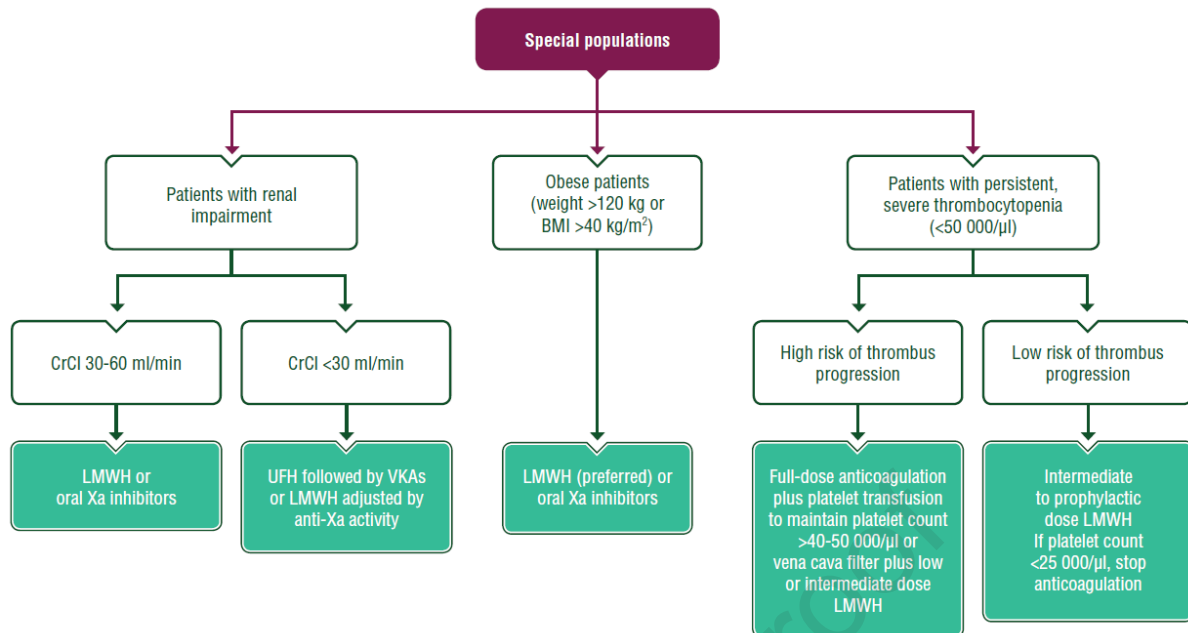 Special populations
Patients with renal
impairment
Obese patients
(weight >120 kg or
BMI >40 kg/m²)
Patients with persistent,
severe thrombocytopenia
(<50 000/µl)
CrCl 30-60 ml/min
CrCl <30 ml/min
High risk of thrombus
progression
Low risk of thrombus
progression
LMWH or
oral Xa inhibitors
UFH followed by VKAs
or LMWH adjusted by
anti-Xa activity
LMWH (preferred) or
oral Xa inhibitors
Full-dose anticoagulation
plus platelet transfusion
to maintain platelet count
>40-50 000/µl or
vena cava filter plus low
or intermediate dose
LMWH
Intermediate
to prophylactic
dose LMWH
If platelet count
<25 000/µl, stop
anticoagulation